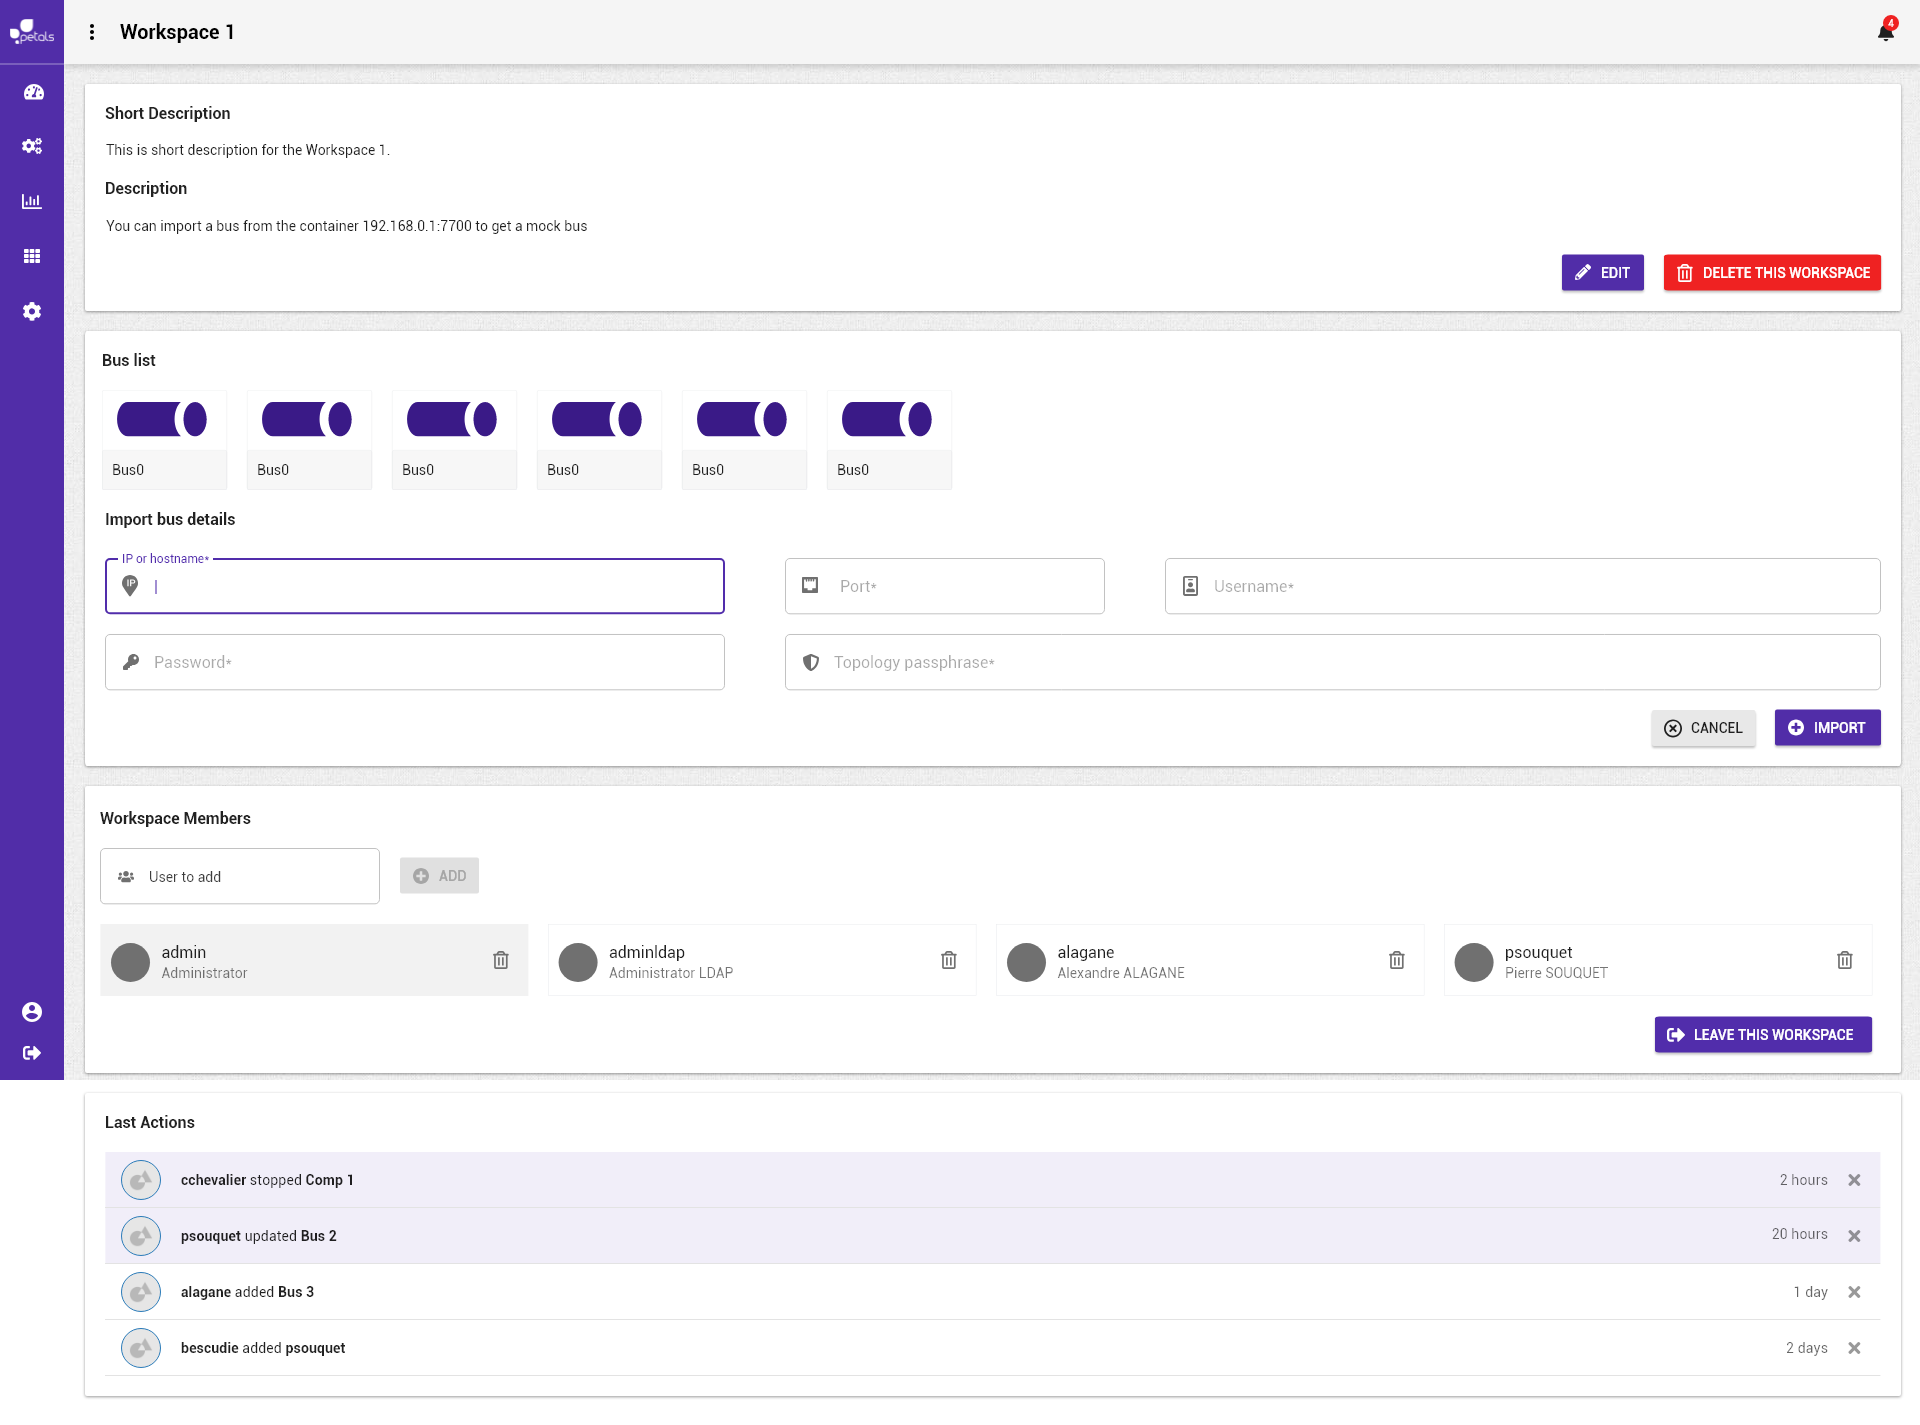 petals
Workspace 1
4
Short Description
This is short description for the Workspace 1.
Description
You can import a bus from the container 192.168.0.1:7700 to get a mock bus
EDIT
DELETE THIS WORKSPACE
Bus list
Bus0
Bus0
Bus0
Bus0
Bus0
Bus0
Import bus details
IP or hostname*
IP
Port*
Username*
Password*
Topology passphrase*
CANCEL
IMPORT
Workspace Members
User to add
ADD
admin
Administrator
adminldap
Administrator LDAP
alagane
Alexandre ALAGANE
psouquet
Pierre SOUQUET
LEAVE THIS WORKSPACE
Last Actions
cchevalier stopped Comp 1
2 hours
psouquet updated Bus 2
20 hours
alagane added Bus 3
1 day
bescudie added psouquet
2 days